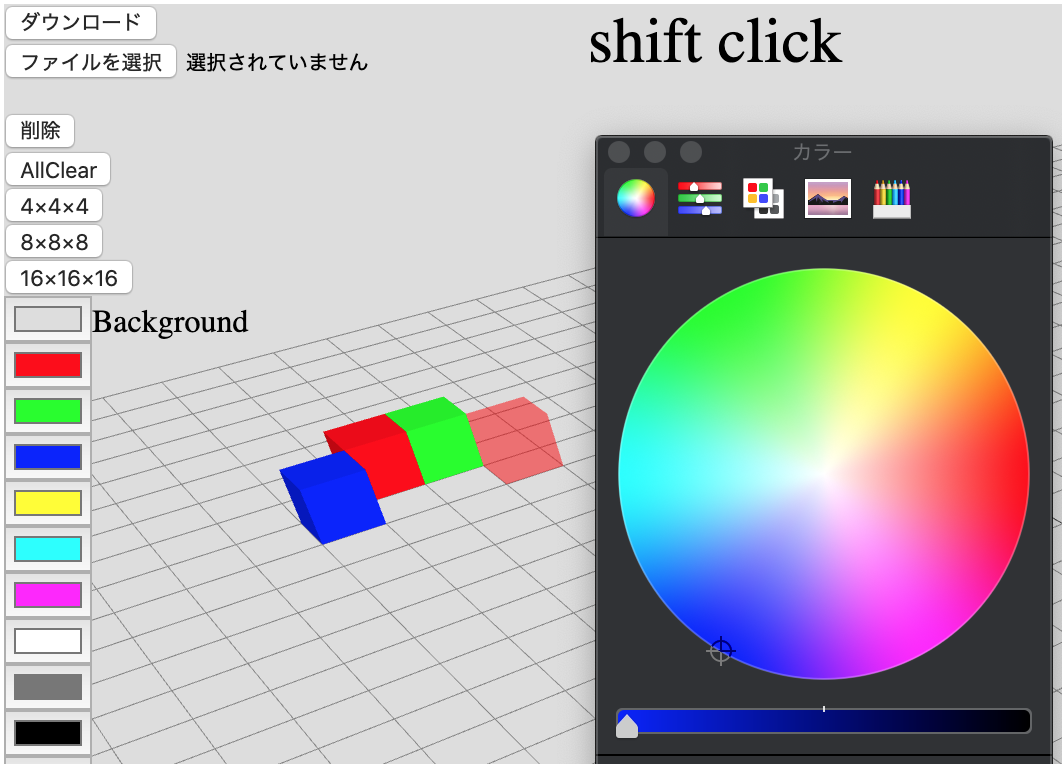 ダウンロード
shift click
ファイルを選択 選択されていません
削除
カラー
AllClear
4×4×4
8×8×8
16×16×16
Background